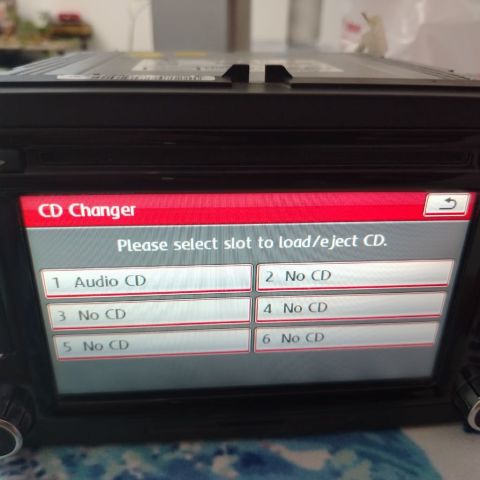 CD Changer
Please select slot to load/eject CD.
1 Audio CD
2 No CD
3 No CD
4 No CD
5 No CD
6 No CD